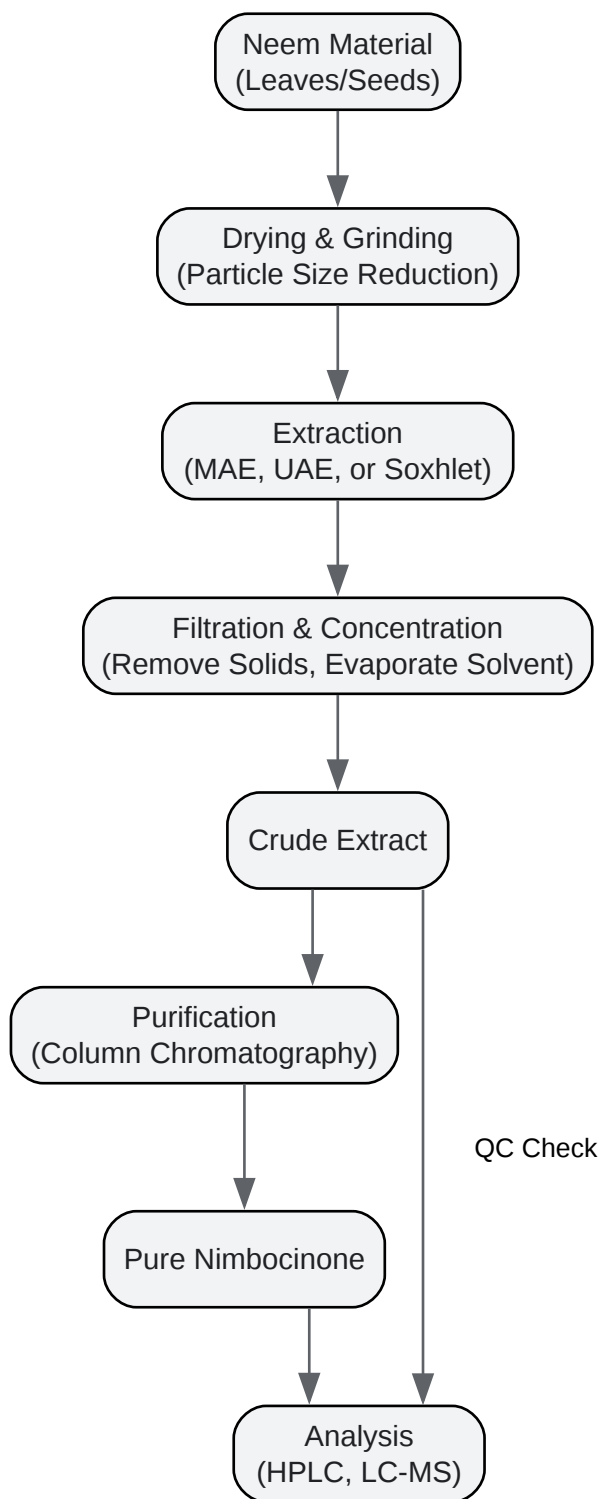 Neem Material
(Leaves/Seeds)
Drying & Grinding
(Particle Size Reduction)
Extraction
(MAE, UAE, or Soxhlet)
Filtration & Concentration
(Remove Solids, Evaporate Solvent)
Crude Extract
Purification
(Column Chromatography)
QC Check
Pure Nimbocinone
Analysis
(HPLC, LC-MS)